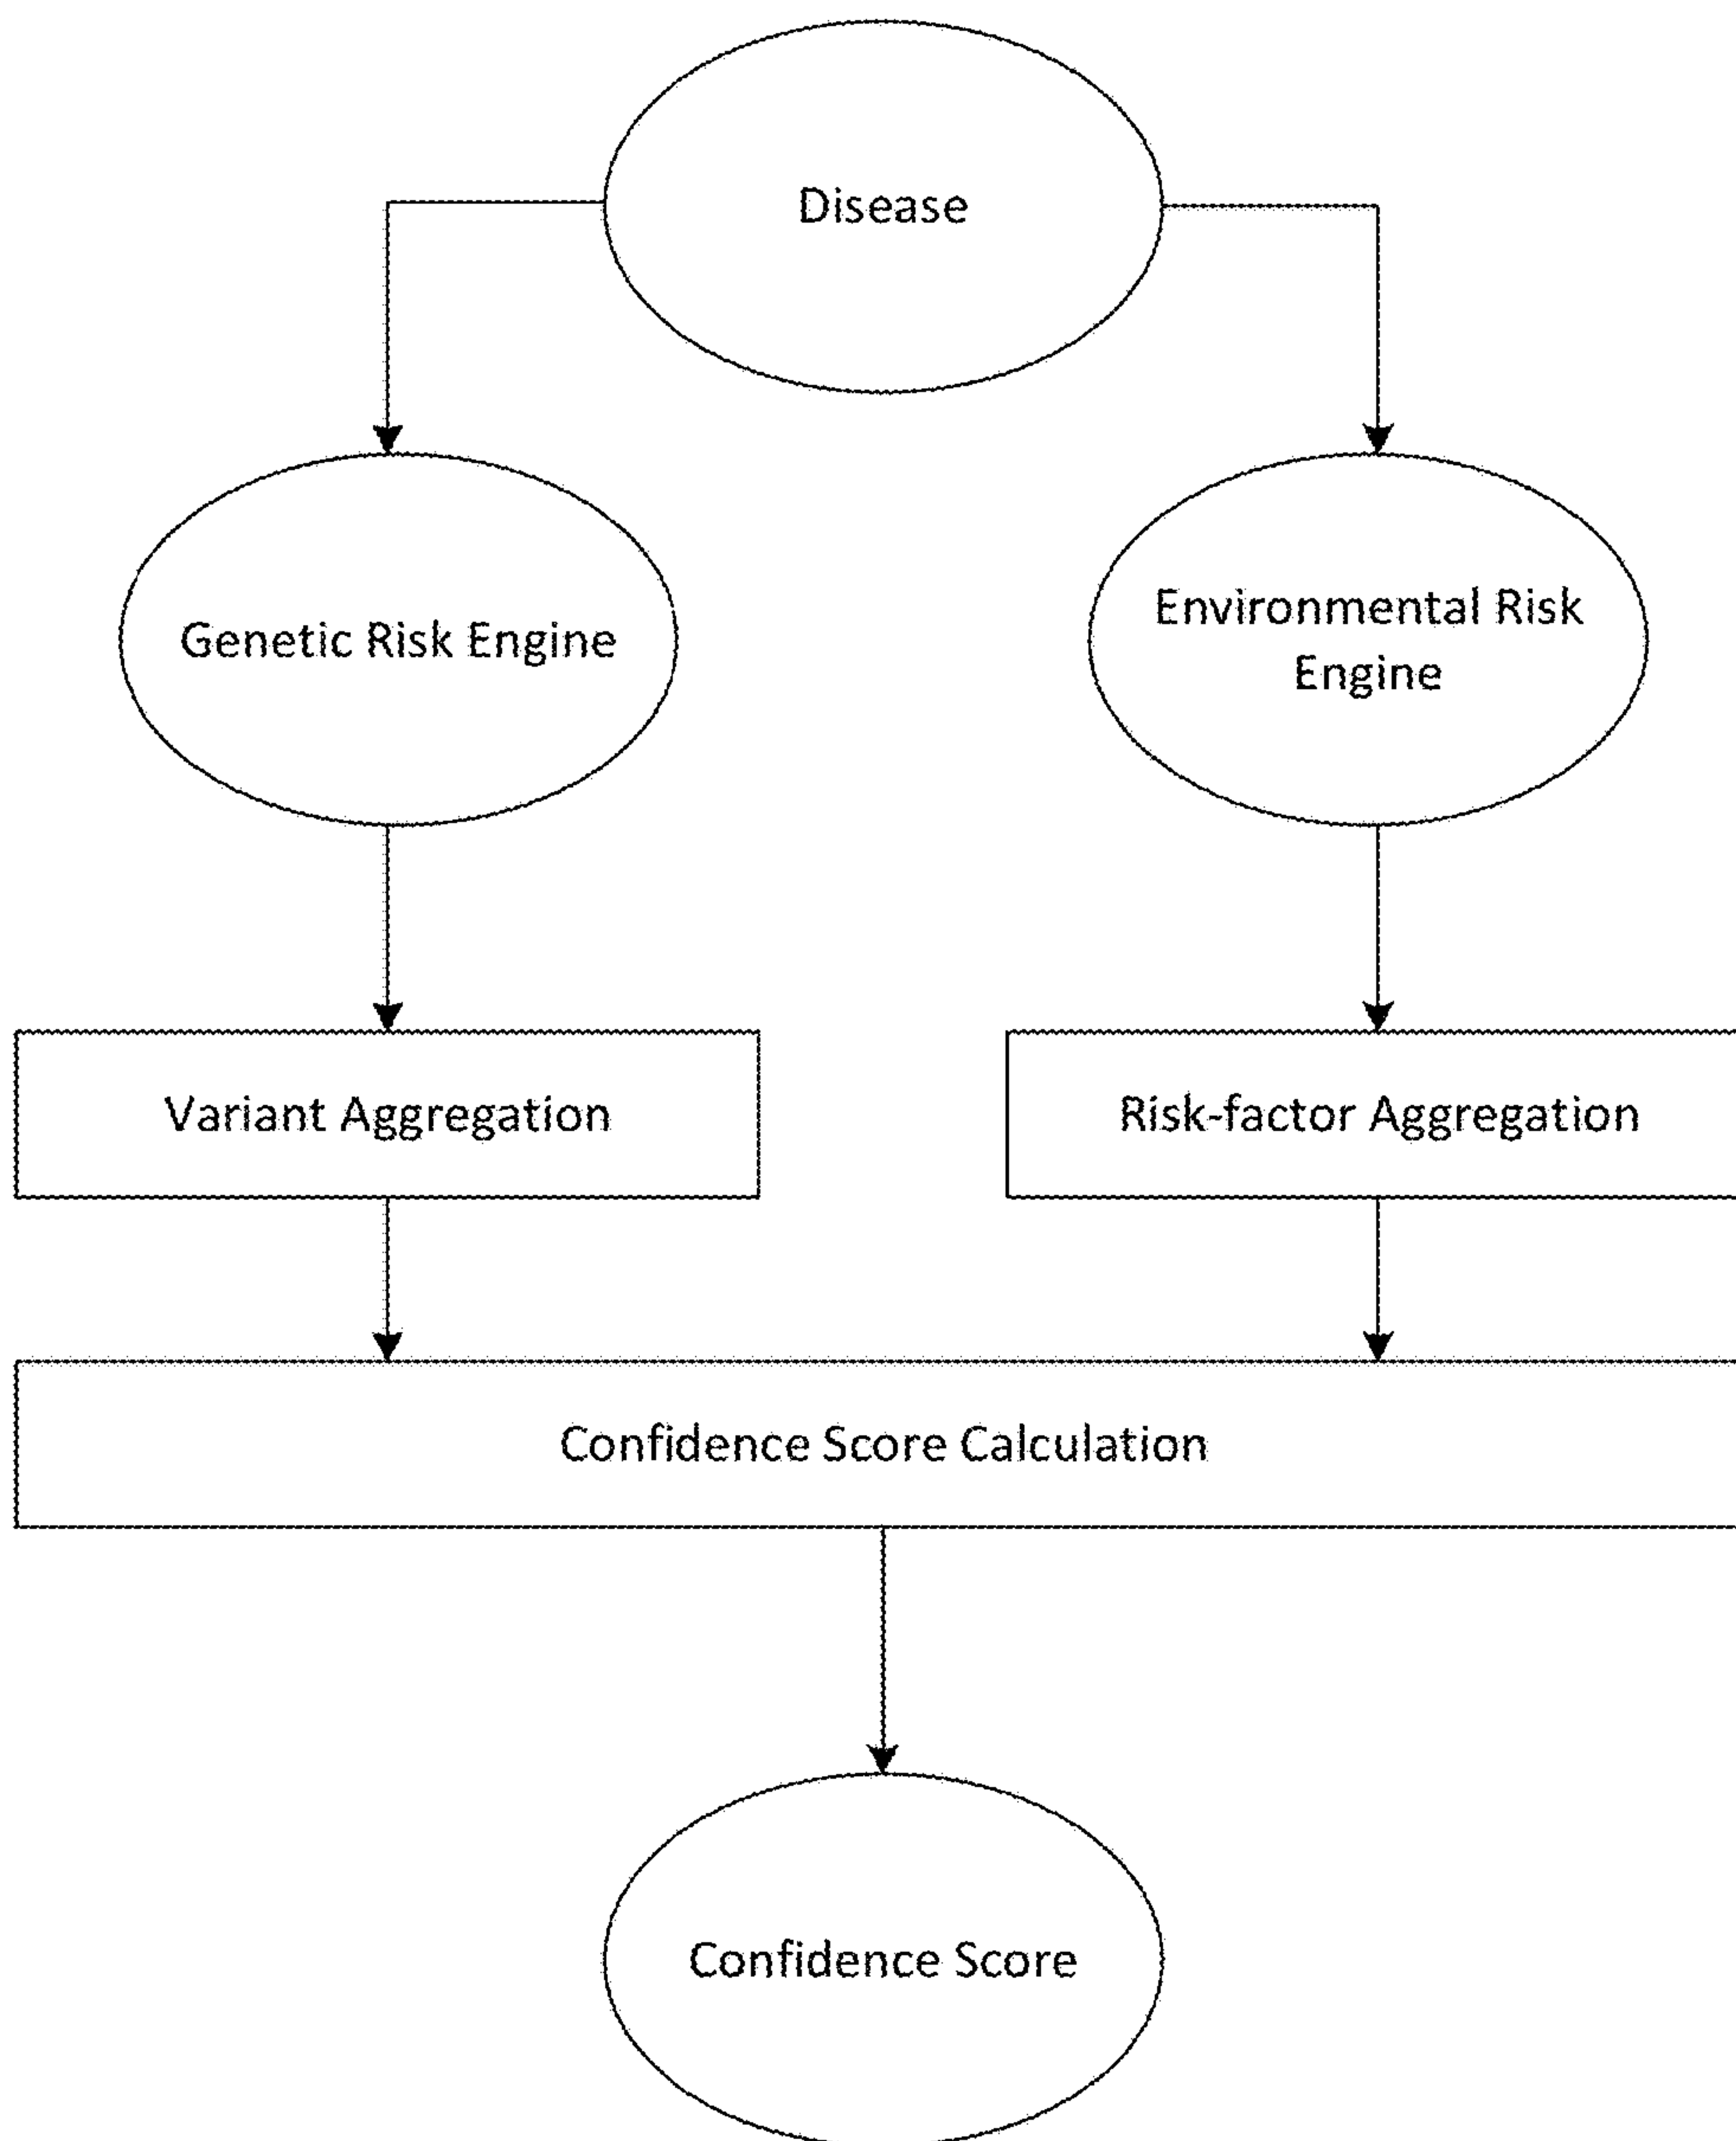 Disease
Genetic Risk Engine
Environmental Risk
Engine
Variant Aggregation
Risk-factor Aggregation
Confidence Score Calculation
Confidence Score